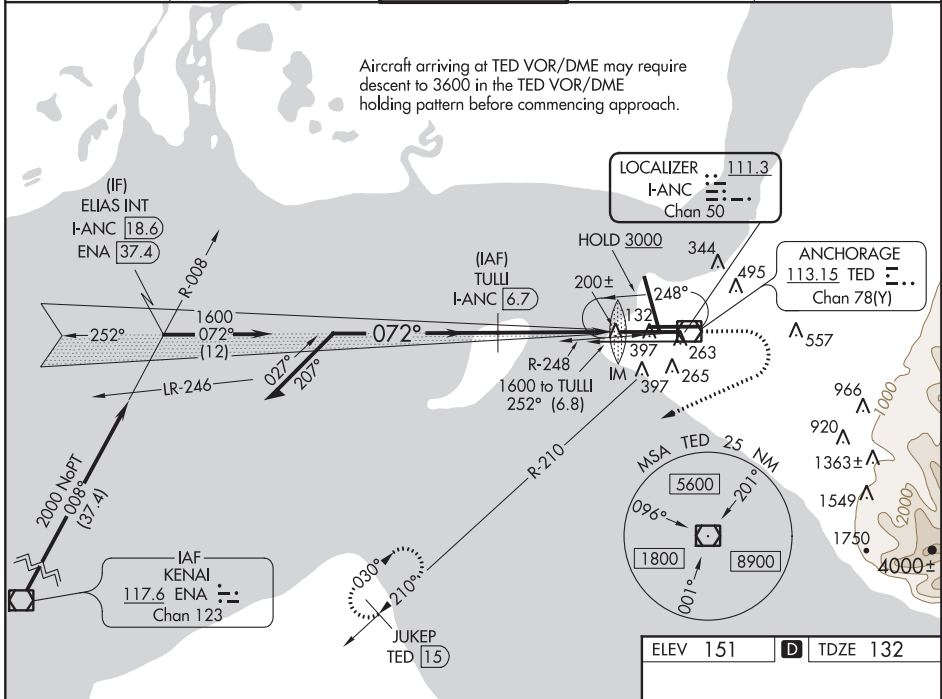 Aircraft arriving at TED VOR/DME may require
descent to 3600 in the TED VOR/DME
holding pattern before commencing approach.
LOCALIZER 111.3
I-ANC
Chan 50
(IF)
ELIAS INT
I-ANC 18.6
ENA 37.4
R-008
HOLD 3000
344
495
ANCHORAGE
113.15 TED
Chan 78(Y)
(IAF)
TULLI
I-ANC 6.7
200±
248°
132
1600
252°
072°
(12)
072°
557
397
263
R-248
IM
397
265
027°
207°
LR-246
1600 to TULLI
252° (6.8)
966
1000
920
1363±
2000
1549
1750
4000±
R-210
MSA TED 25 NM
5600
096°
201°
1800
8900
001°
2000 NoPT
008°
(37.4)
IAF
KENAI
117.6 ENA
Chan 123
030°
210°
JUKEP
TED 15
ELEV 151 D TDZE 132